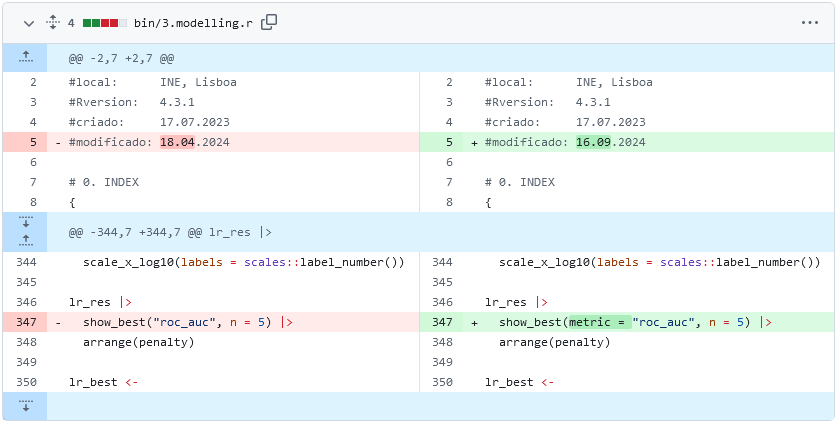 4 bin/3.modelling.r
@@ -2,7 +2,7 @@
2 #local:      INE, Lisboa
3 #Rversion:   4.3.1
4 #criado:     17.07.2023
5 - #modificado: 18.04.2024
6
7 # 0. INDEX
8 {
2 #local:      INE, Lisboa
3 #Rversion:   4.3.1
4 #criado:     17.07.2023
5 + #modificado: 16.09.2024
6
7 # 0. INDEX
8 {
@@ -344,7 +344,7 @@ lr_res |>
344   scale_x_log10(labels = scales::label_number())
345
346 lr_res |>
347 -   show_best("roc_auc", n = 5) |>
348   arrange(penalty)
349
350 lr_best <-
344   scale_x_log10(labels = scales::label_number())
345
346 lr_res |>
347 +   show_best(metric = "roc_auc", n = 5) |>
348   arrange(penalty)
349
350 lr_best <-